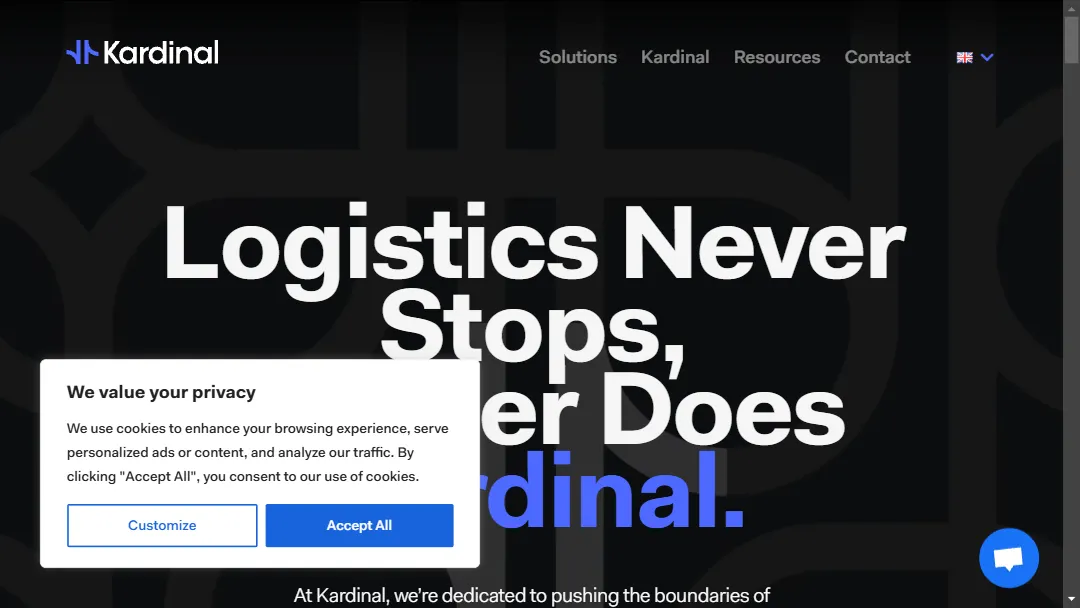 Kardinal
Solutions
Kardinal
Resources
Contact
Logistics Never
Stops,
er Does
rdinal.
We value your privacy
We use cookies to enhance your browsing experience, serve
personalized ads or content, and analyze our traffic. By
clicking "Accept All", you consent to our use of cookies.
Customize
Accept All
At Kardinal, we're dedicated to pushing the boundaries of